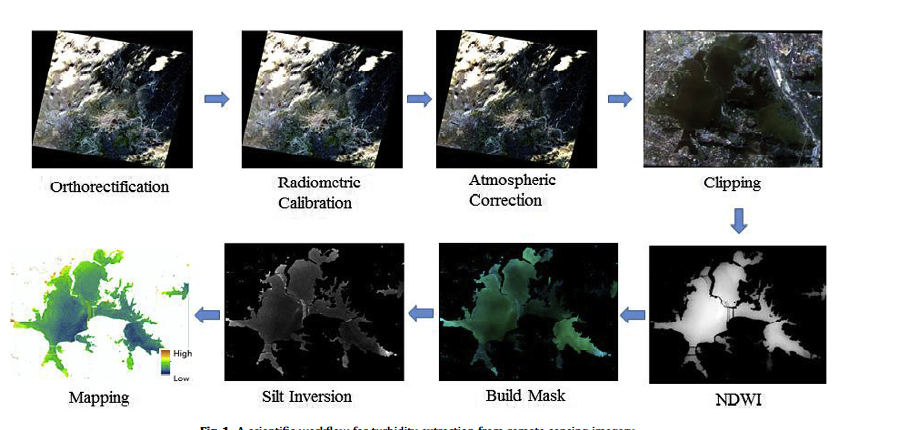 Orthorectification
Radiometric
Calibration
Atmospheric
Correction
Clipping
High
Low
Mapping
Silt Inversion
Build Mask
NDWI
Fig. 1. A scientific workflow for turbidity extraction from remote sensing imagery